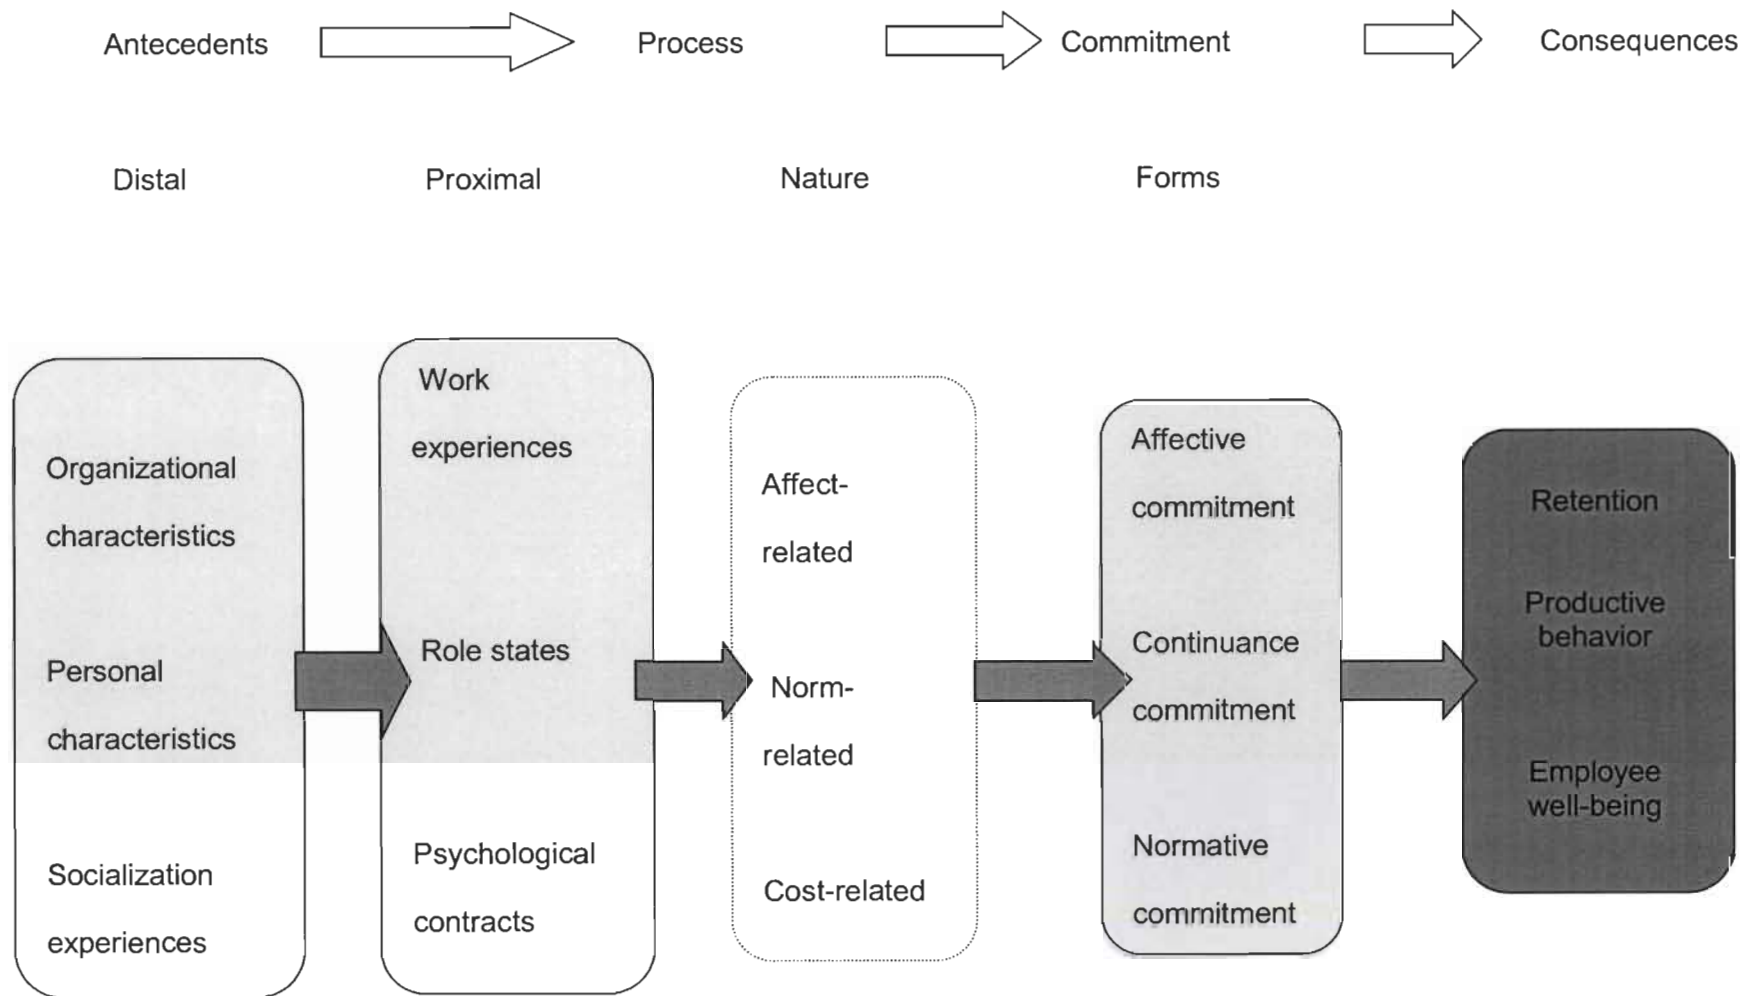 Antecedents
Process
Commitment
Consequences
Distal
Proximal
Nature
Forms
Organizational
characteristics
Personal
characteristics
Socialization
experiences
Work
experiences
Role states
Psychological
contracts
Affect-
related
Norm-
related
Cost-related
Affective
commitment
Continuance
commitment
Normative
commitment
Retention
Productive
behavior
Employee
well-being